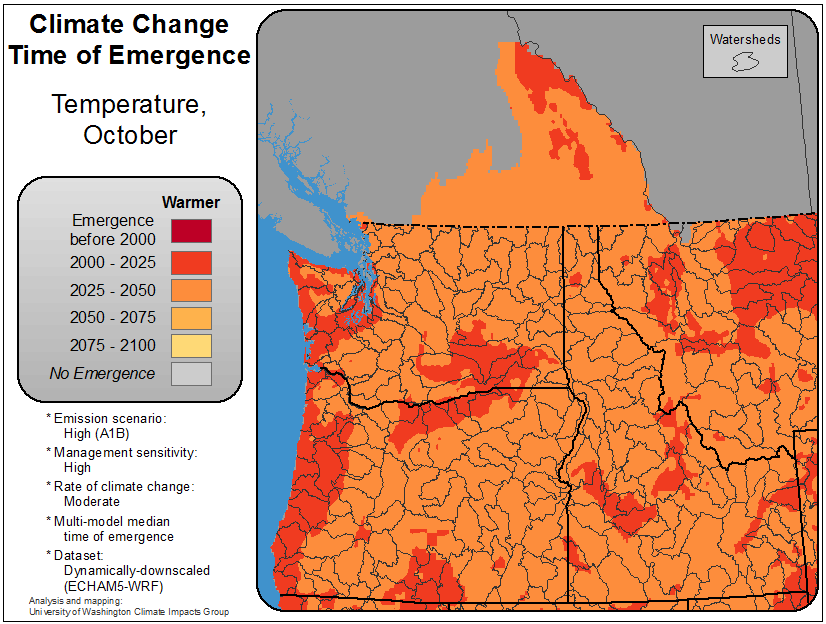 Climate Change
Time of Emergence
Temperature,
October
Warmer
Emergence
before 2000
2000 - 2025
2025 - 2050
2050 - 2075
2075 - 2100
No Emergence
* Emission scenario:
High (A1B)
* Management sensitivity:
High
* Rate of climate change:
Moderate
* Multi-model median
time of emergence
* Dataset:
Dynamically-downscaled
(ECHAM5-WRF)
Analysis and mapping:
University of Washington Climate Impacts Group
Watersheds